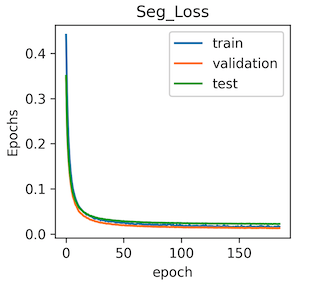 Seg_Loss
train
validation
test
Epochs
0.4
0.3
0.2
0.1
0.0
0 50 100 150
epoch